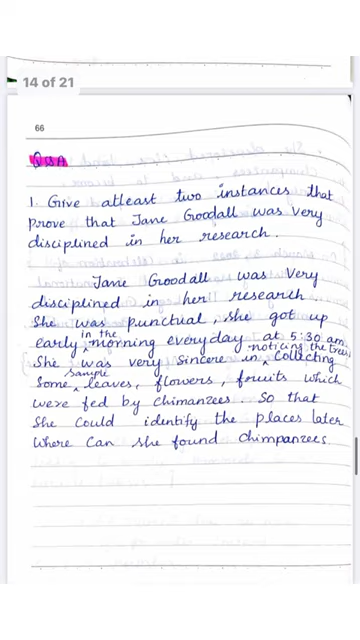 14 of 21
66
Q & A
1. Give atleast two instances that
prove that Jane Goodall was very
disciplined in her research.
Jane Goodall was very
disciplined in her research.
She was punctual, she got up
early in the morning everyday at 5:30 am.
She was very sincere in noticing the trees, collecting
Some sample leaves, flowers, fruits which
were fed by chimanzees. So that
She could identify the places later
where can she found chimpanzees.